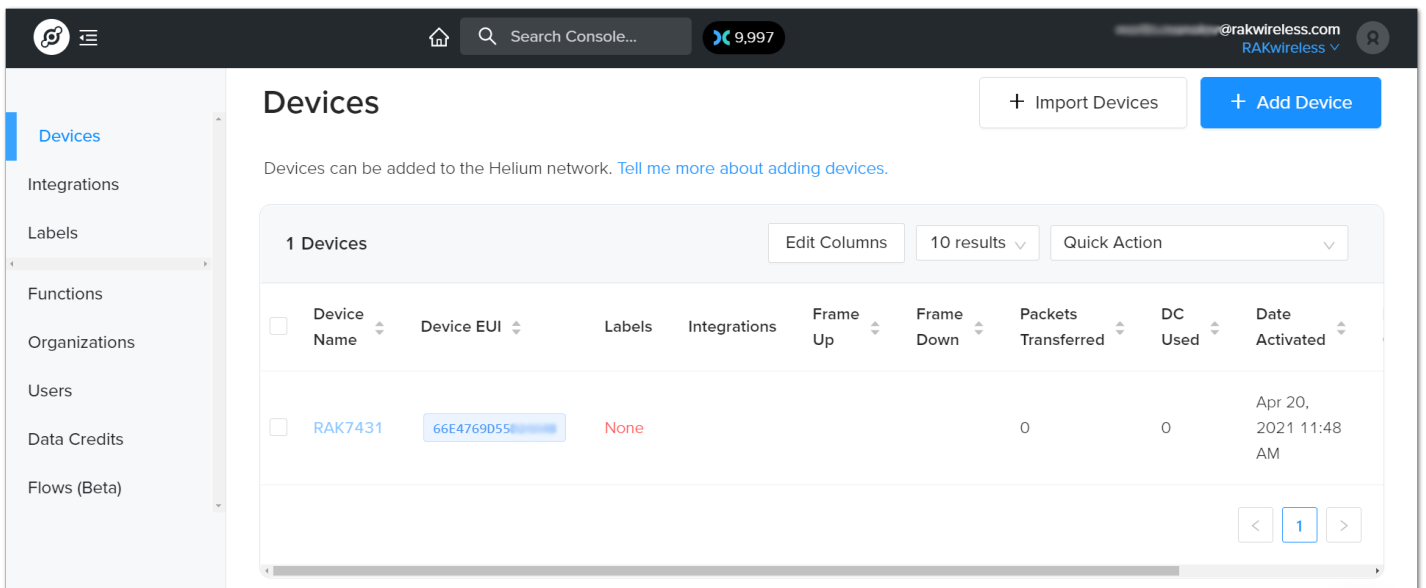 Search Console...
9,997
@rakwireless.com
RAKwireless
Devices
Integrations
Labels
Functions
Organizations
Users
Data Credits
Flows (Beta)
Devices
+ Import Devices
+ Add Device
Devices can be added to the Helium network. Tell me more about adding devices.
1 Devices
Edit Columns
10 results
Quick Action
Device Name
Device EUI
Labels
Integrations
Frame Up
Frame Down
Packets Transferred
DC Used
Date Activated
RAK7431
66E4769D55
None
0
0
Apr 20,
2021 11:48
AM
< 1 >